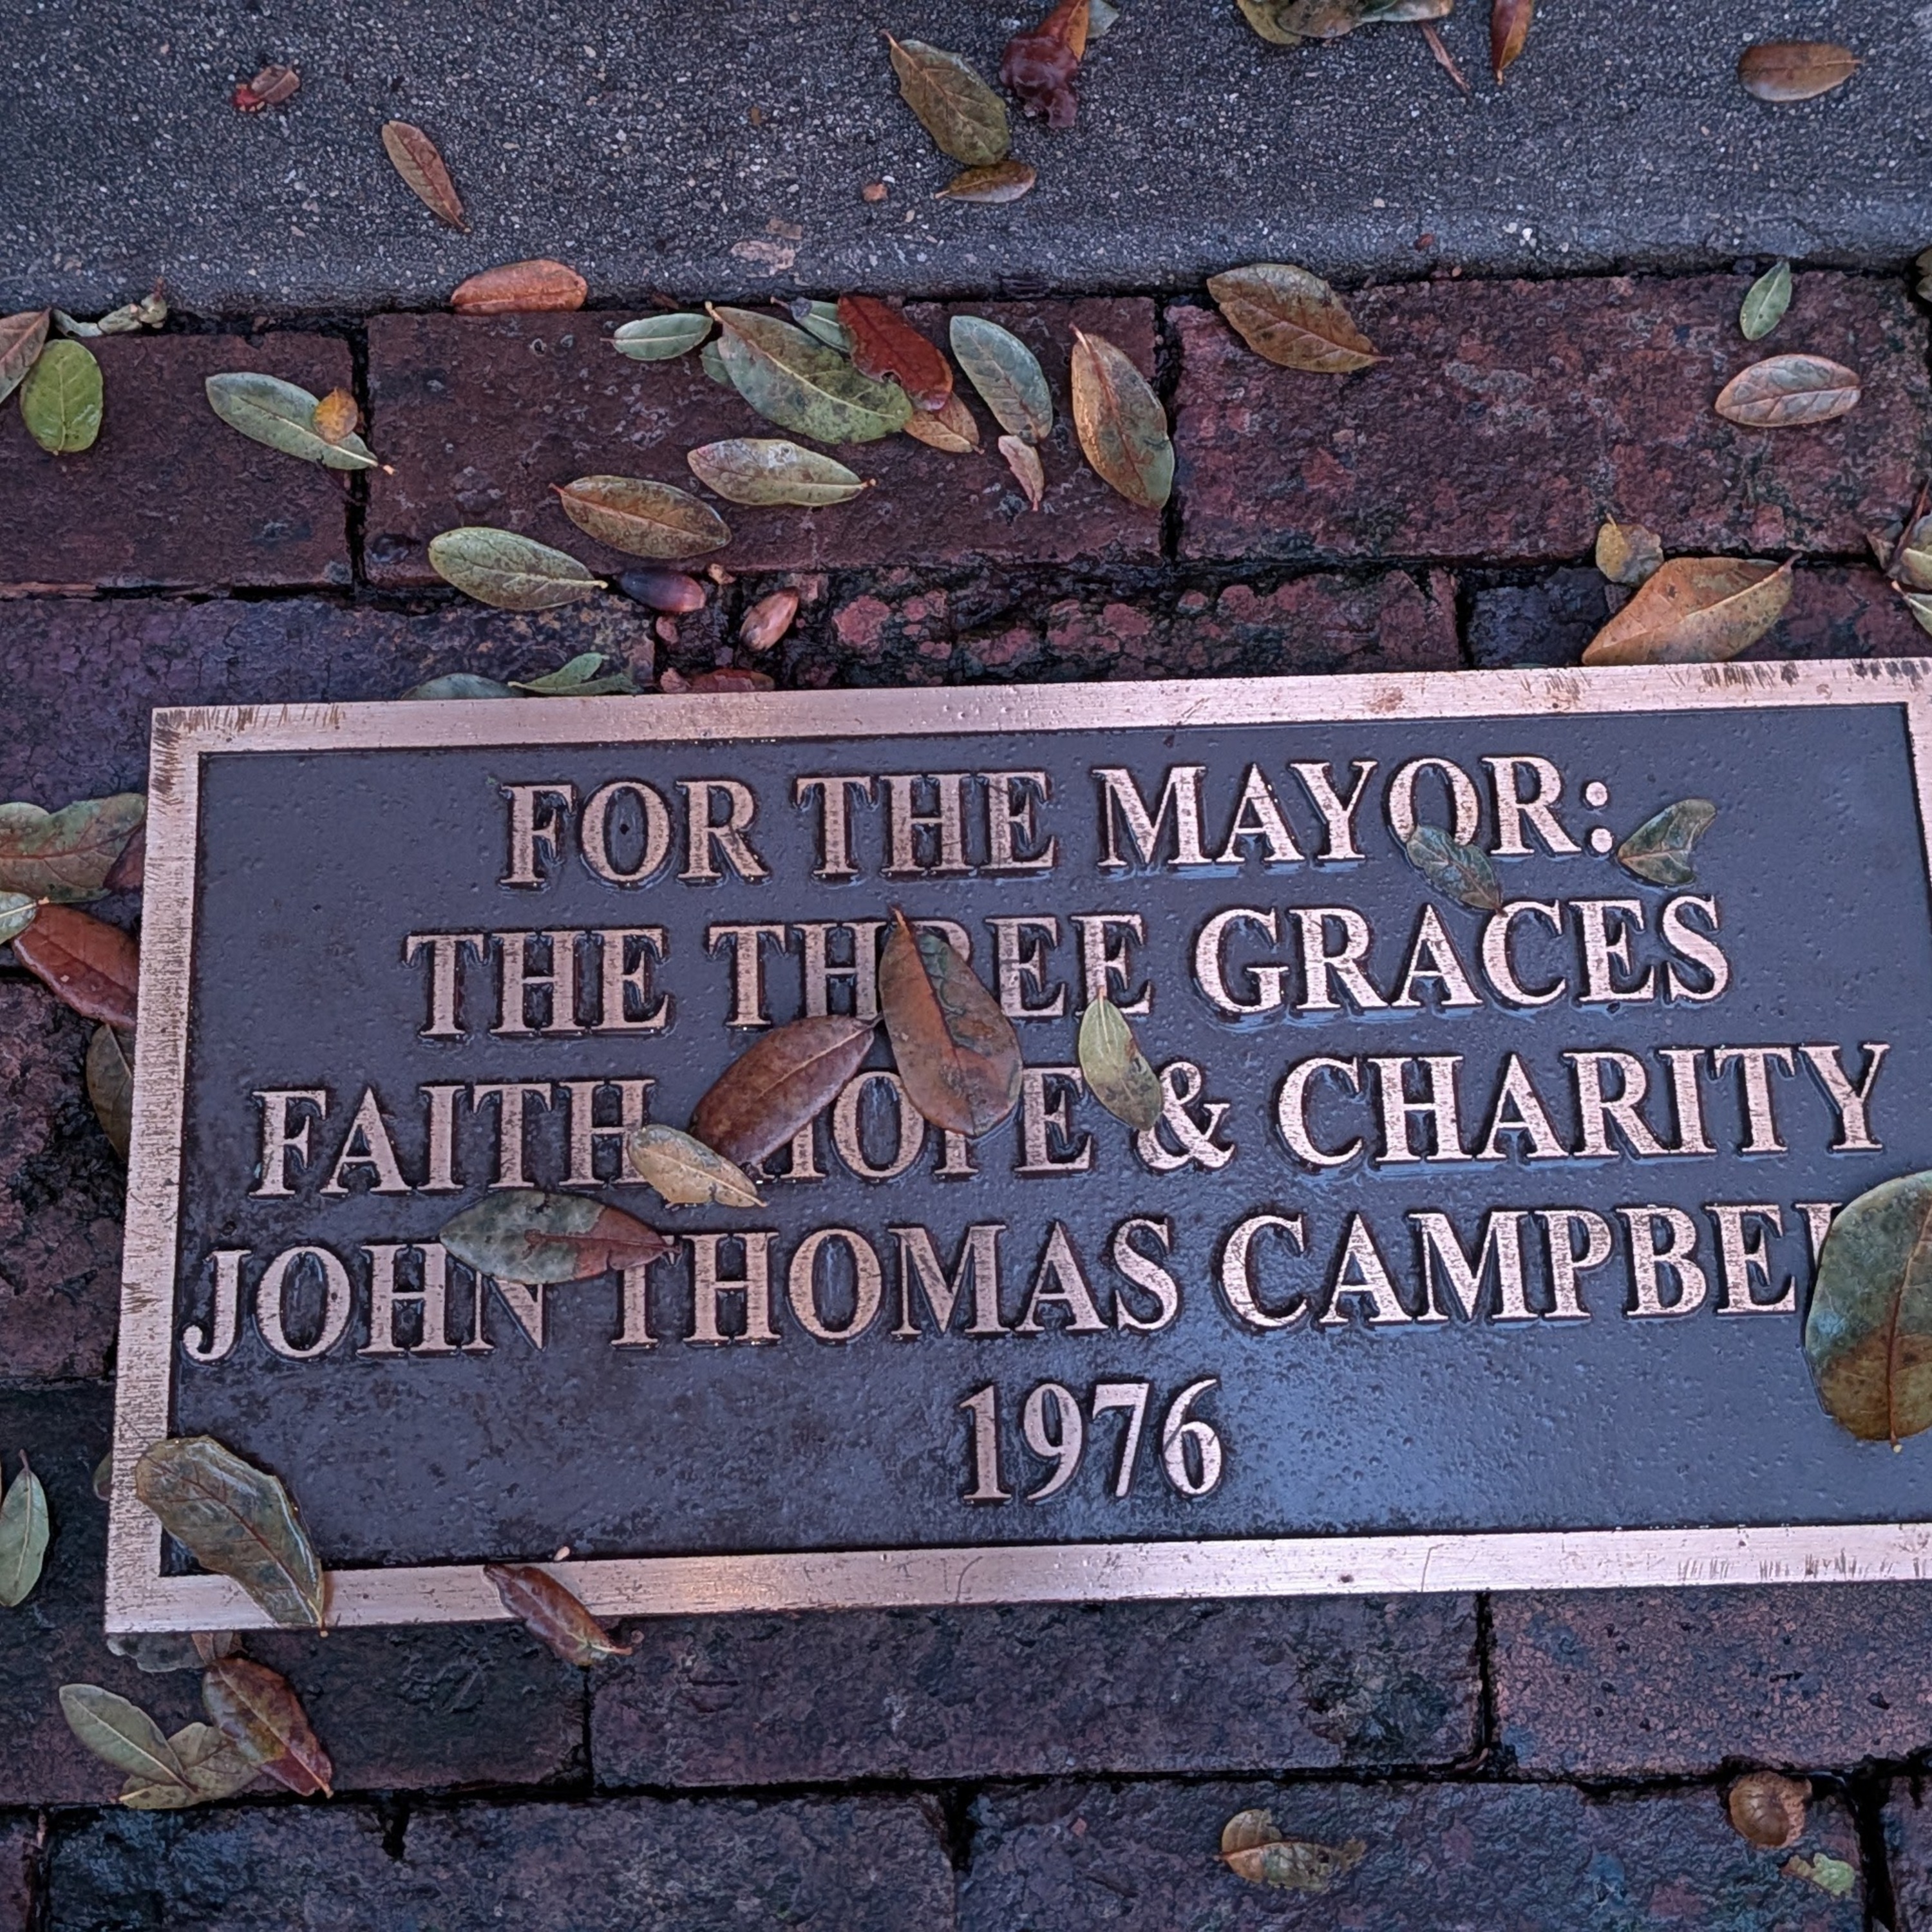 FOR THE MAYOR:
THE THREE GRACES
FAITH HOPE & CHARITY
JOHN THOMAS CAMPBELL
1976